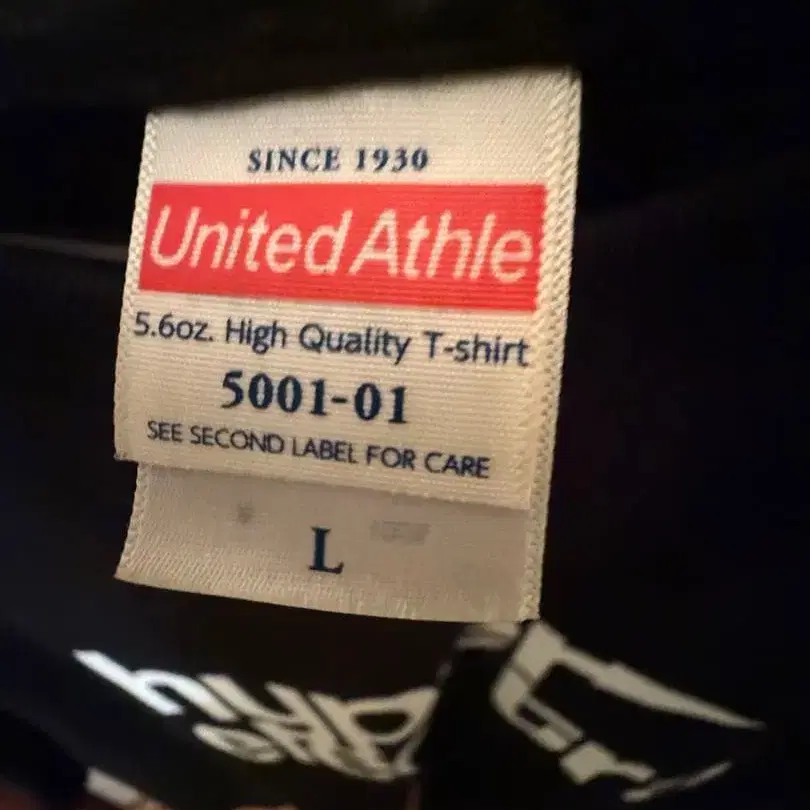 SINCE 1930
United Athle
5.6oz. High Quality T-shirt
5001-01
SEE SECOND LABEL FOR CARE
L